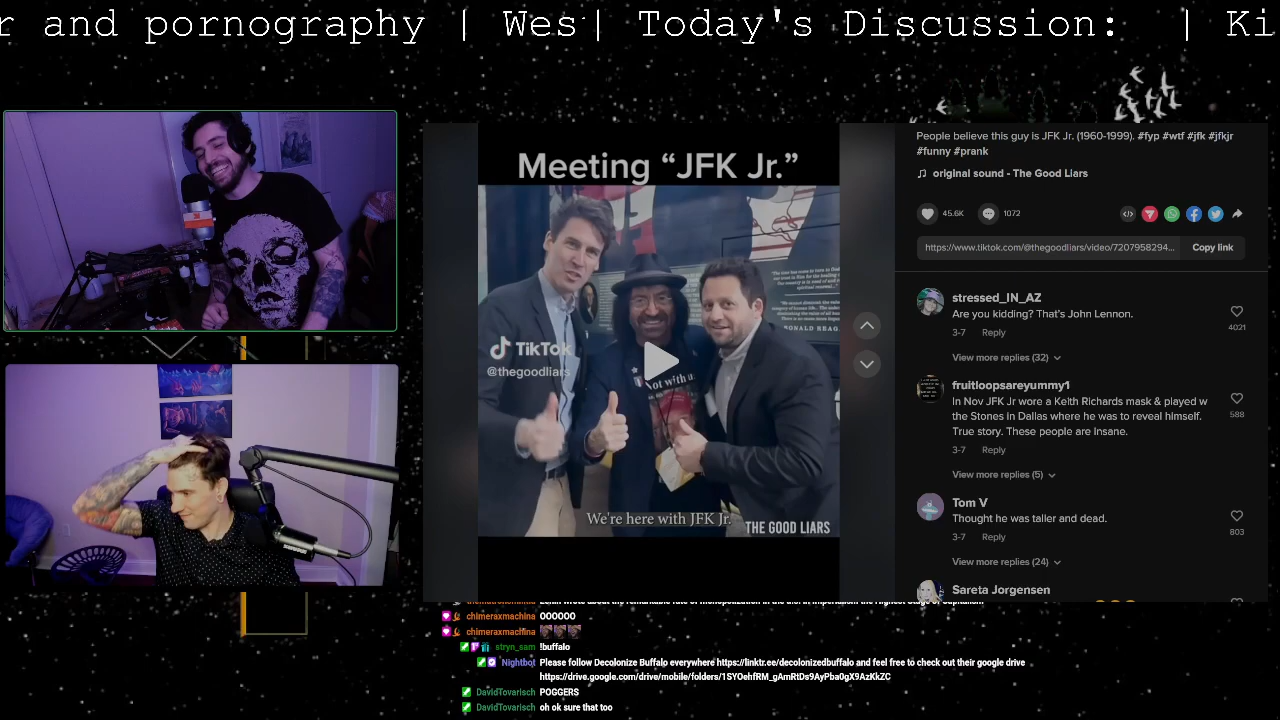 r and pornography | Wes| Today's Discussion: | Ki
Meeting “JFK Jr.”
RONALD REAG
TikTok
@thegoodliars
Not with
We're here with JFK Jr.
THE GOOD LIARS
People believe this guy is JFK Jr. (1960-1999). #fyp #wtf #jfk #jfkjr
#funny #prank
original sound - The Good Liars
45.6K
1072
https://www.tiktok.com/@thegoodliars/video/7207958294...
Copy link
stressed_IN_AZ
Are you kidding? That's John Lennon.
4021
3-7 Reply
View more replies (32)
fruitloopsareyummy1
In Nov JFK Jr wore a Keith Richards mask & played w
the Stones in Dallas where he was to reveal himself.
True story. These people are insane.
588
3-7 Reply
View more replies (5)
Tom V
Thought he was taller and dead.
803
3-7 Reply
View more replies (24)
Sareta Jorgensen
chimeraxmachina OOOOOO
chimeraxmachina
stryn_sam !buffalo
Nightbot Please follow Decolonize Buffalo everywhere https://linktr.ee/decolonizedbuffalo and feel free to check out their google drive
https://drive.google.com/drive/mobile/folders/1SYOehfRM_gAmRtDs9AyPba0gX9AzKkZC
DavidTovarisch POGGERS
DavidTovarisch oh ok sure that too